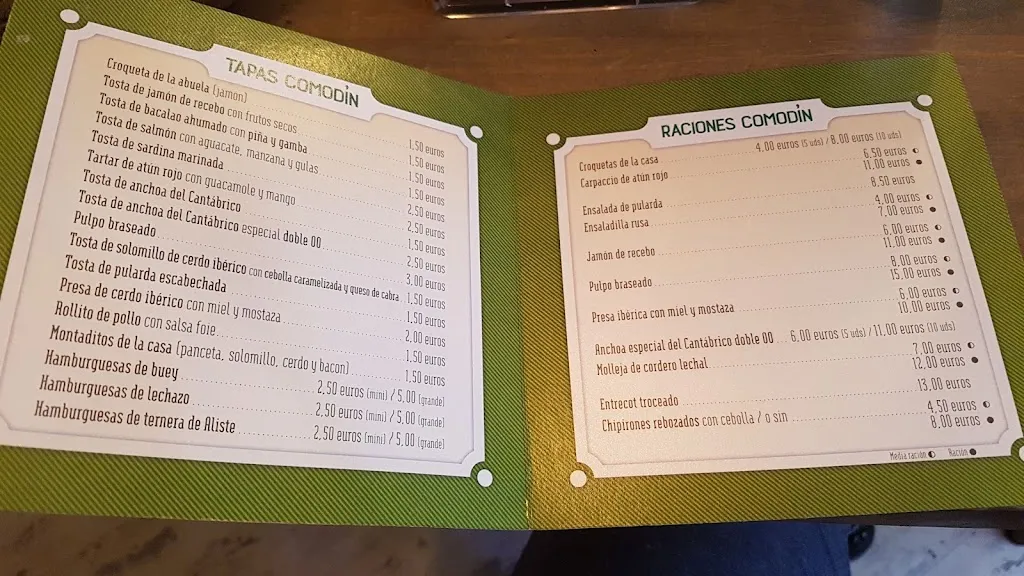 TAPAS COMODÍN
Croqueta de la abuela (jamón) 1,50 euros
Tosta de jamón de recebo con frutos secos 1,50 euros
Tosta de bacalao ahumado con piña y gamba 1,50 euros
Tosta de salmón con aguacate, manzana y gulas 1,50 euros
Tosta de sardina marinada 2,50 euros
Tartar de atún rojo con guacamole y mango 2,50 euros
Tosta de anchoa del Cantábrico 1,50 euros
Tosta de anchoa del Cantábrico especial doble 00 2,50 euros
Pulpo braseado 3,00 euros
Tosta de solomillo de cerdo ibérico con cebolla caramelizada y queso de cabra 1,50 euros
Tosta de pularda escabechada 1,50 euros
Presa de cerdo ibérico con miel y mostaza 2,00 euros
Rollito de pollo con salsa foie 1,50 euros
Montaditos de la casa (panceta, solomillo, cerdo y bacon) 1,50 euros
Hamburguesas de buey 2,50 euros (mini) / 5,00 (grande)
Hamburguesas de lechazo 2,50 euros (mini) / 5,00 (grande)
Hamburguesas de ternera de Aliste 2,50 euros (mini) / 5,00 (grande)
RACIONES COMODÍN
Croquetas de la casa 4,00 euros (5 uds) / 8,00 euros (10 uds)
Carpaccio de atún rojo 6,50 euros ◐
11,00 euros ●
Ensalada de pularda 8,50 euros
Ensaladilla rusa 4,00 euros ◐
7,00 euros ●
Jamón de recebo 6,00 euros ◐
11,00 euros ●
Pulpo braseado 8,00 euros ◐
15,00 euros ●
Presa ibérica con miel y mostaza 6,00 euros ◐
10,00 euros ●
Anchoa especial del Cantábrico doble 00 6,00 euros (5 uds) / 11,00 euros (10 uds)
Molleja de cordero lechal 7,00 euros ◐
12,00 euros ●
Entrecot troceado 13,00 euros
Chipirones rebozados con cebolla / o sin 4,50 euros ◐
8,00 euros ●
Media ración ◐ Ración ●